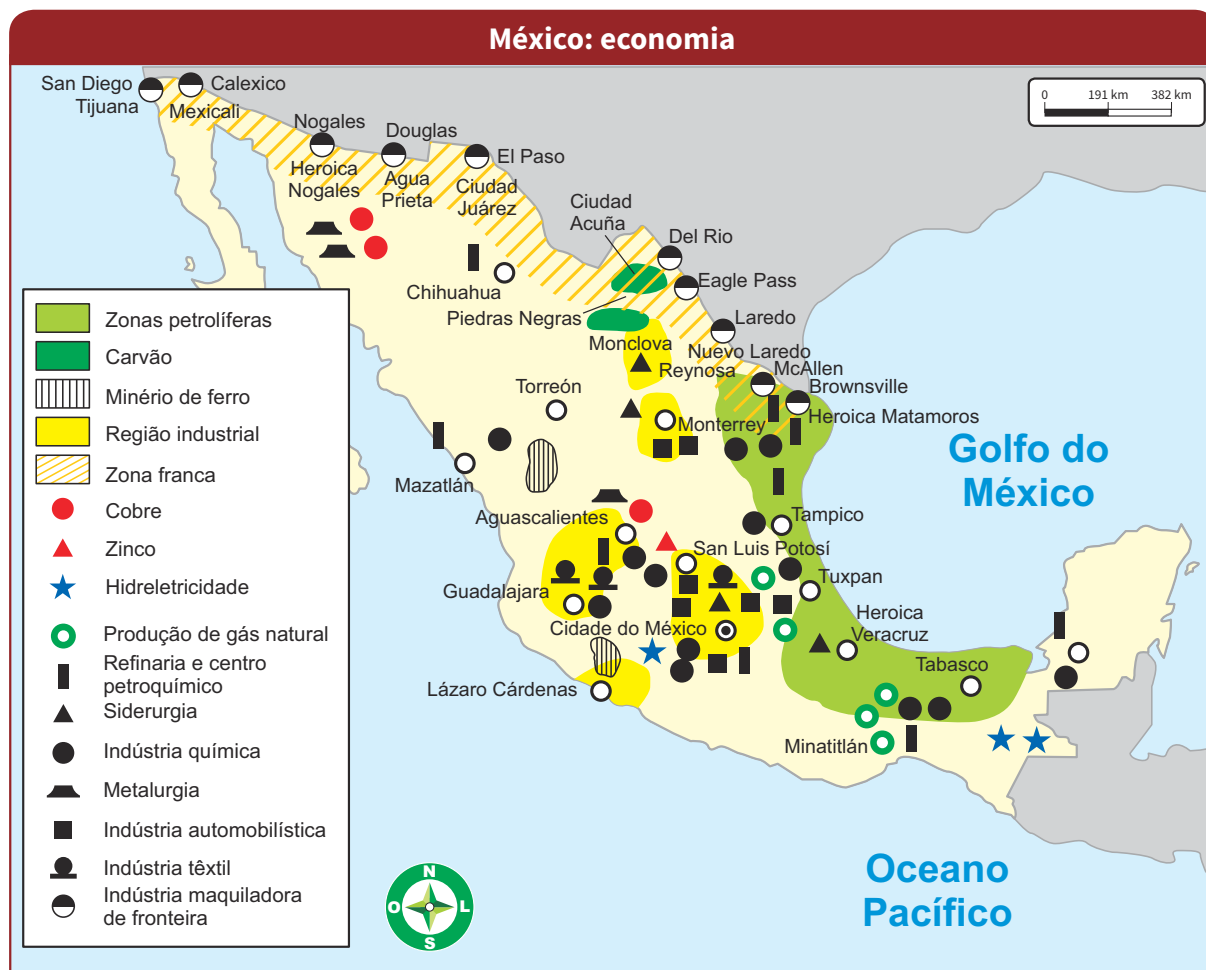 México: economia
San Diego
Tijuana
Calexico
Mexicali
Nogales
Heroica
Nogales
Douglas
Agua
Prieta
El Paso
Ciudad
Juárez
Ciudad
Acuña
Del Rio
Eagle Pass
Chihuahua
Piedras Negras
Laredo
Nuevo Laredo
Monclova
Reynosa
McAllen
Brownsville
Heroica Matamoros
Torreón
Monterrey
Mazatlán
Golfo do
México
Aguascalientes
Tampico
San Luis Potosí
Tuxpan
Guadalajara
Cidade do México
Heroica
Veracruz
Tabasco
Lázaro Cárdenas
Minatitlán
Oceano
Pacífico
0 191 km 382 km
Zonas petrolíferas
Carvão
Minério de ferro
Região industrial
Zona franca
Cobre
Zinco
Hidreletricidade
Produção de gás natural
Refinaria e centro
petroquímico
Siderurgia
Indústria química
Metalurgia
Indústria automobilística
Indústria têxtil
Indústria maquiladora
de fronteira
N
O L
S